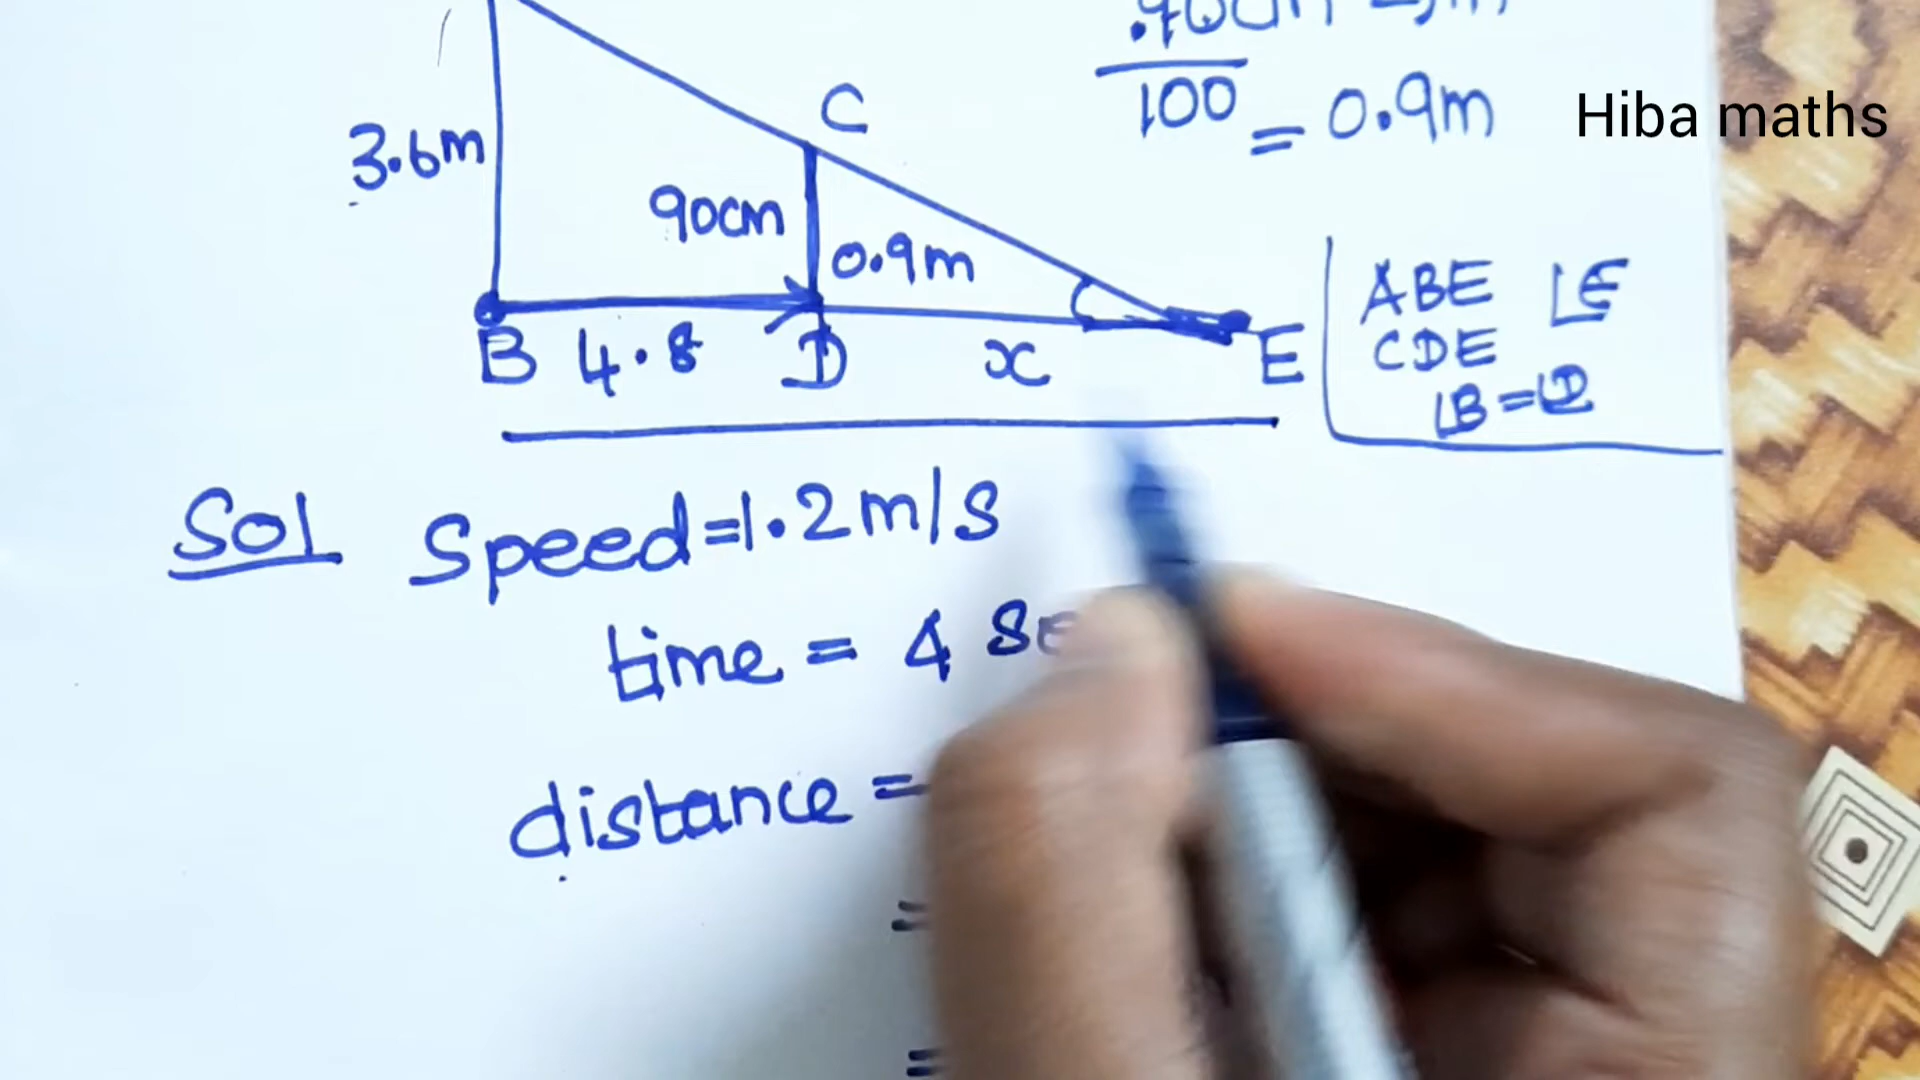 100 = 0.9m
Hiba maths
C
3.6m
90cm
0.9m
B 4.8 D x E
ABE ∟E
CDE
∟B=∟D
Sol Speed=1.2m/s
time = 4
distance =
=
=